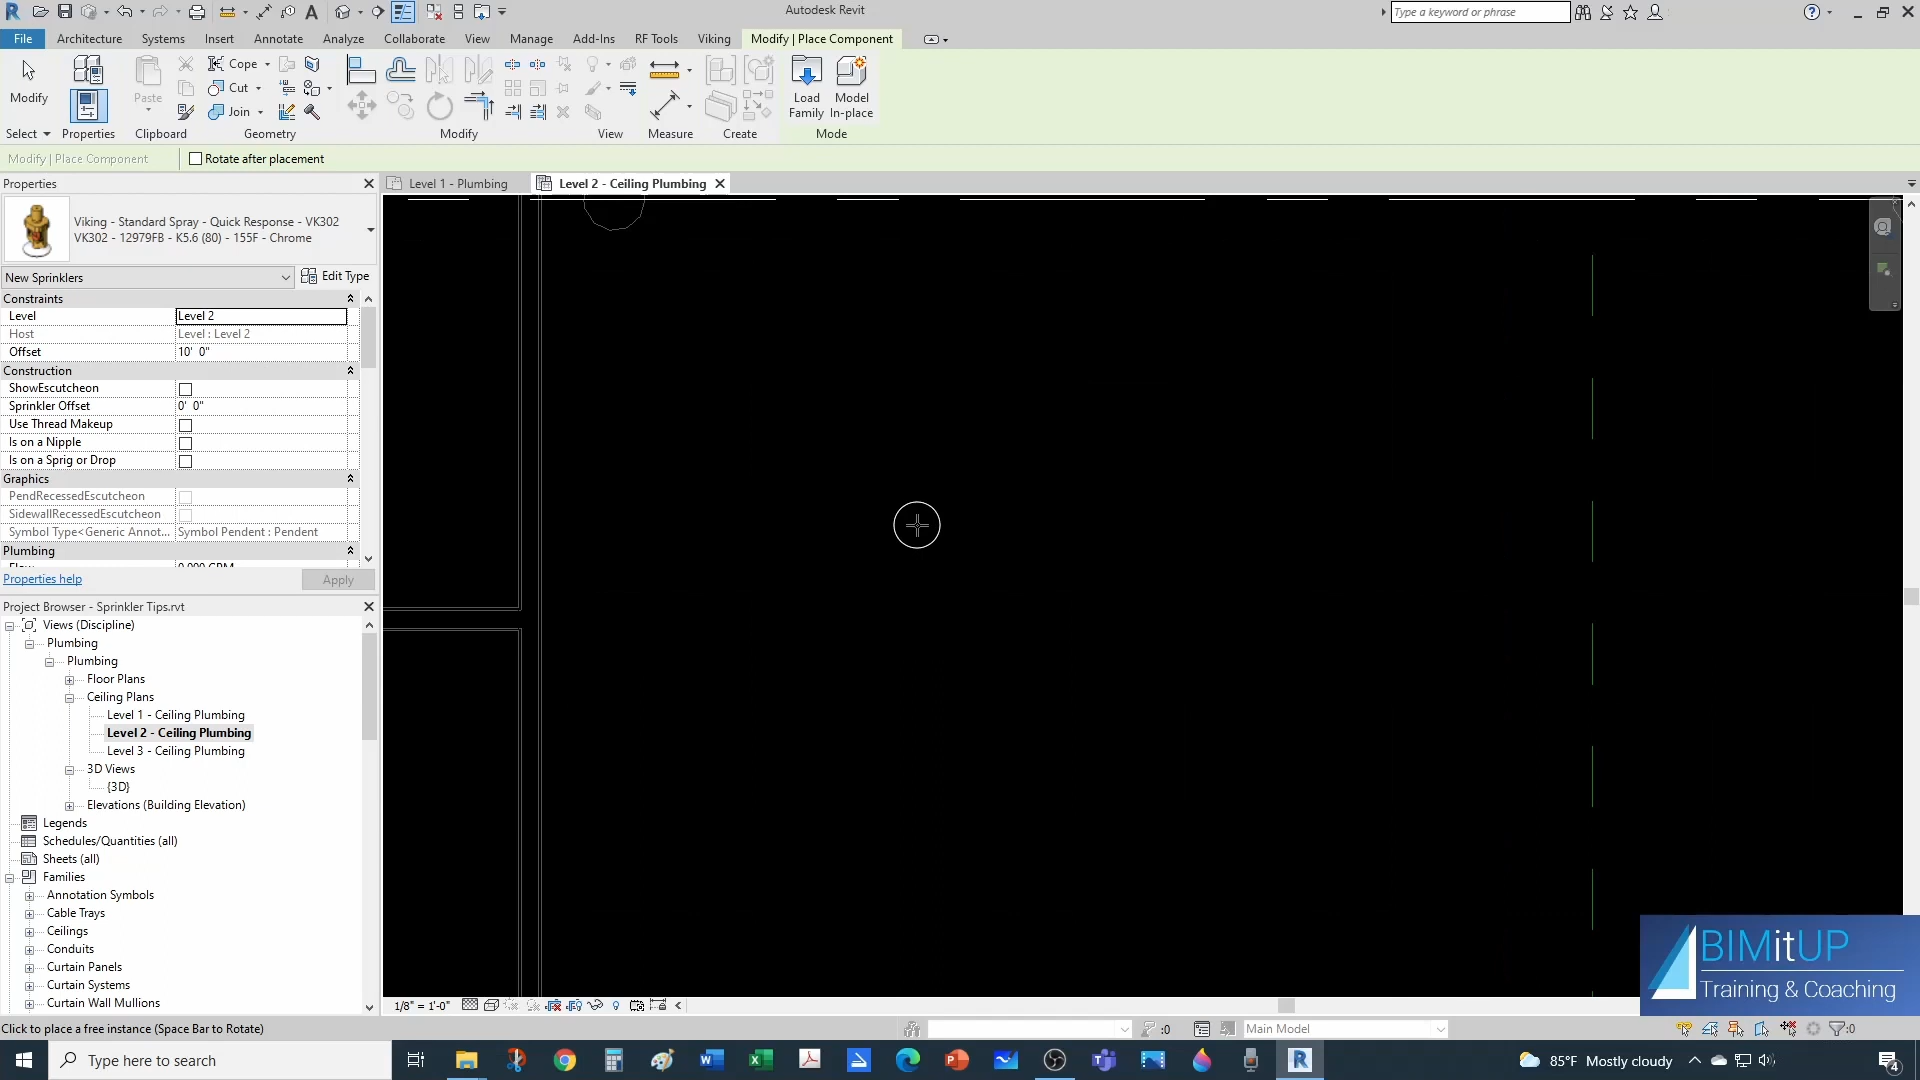 Autodesk Revit
Type a keyword or phrase
File Architecture Systems Insert Annotate Analyze Collaborate View Manage Add-Ins RF Tools Viking Modify | Place Component
Modify
Paste
Cope
Cut
Join
Load Family
Model In-place
Select Properties Clipboard Geometry Modify View Measure Create Mode
Modify | Place Component
Rotate after placement
Properties
Level 1 - Plumbing
Level 2 - Ceiling Plumbing
Viking - Standard Spray - Quick Response - VK302
VK302 - 12979FB - K5.6 (80) - 155F - Chrome
New Sprinklers
Edit Type
Constraints
Level Level 2
Host Level : Level 2
Offset 10' 0"
Construction
ShowEscutcheon
Sprinkler Offset 0' 0"
Use Thread Makeup
Is on a Nipple
Is on a Sprig or Drop
Graphics
PendRecessedEscutcheon
SidewallRecessedEscutcheon
Symbol Type<Generic Annot... Symbol Pendent : Pendent
Plumbing
Flow 0.000 GPM
Properties help
Apply
Project Browser - Sprinkler Tips.rvt
Views (Discipline)
Plumbing
Plumbing
Floor Plans
Ceiling Plans
Level 1 - Ceiling Plumbing
Level 2 - Ceiling Plumbing
Level 3 - Ceiling Plumbing
3D Views
{3D}
Elevations (Building Elevation)
Legends
Schedules/Quantities (all)
Sheets (all)
Families
Annotation Symbols
Cable Trays
Ceilings
Conduits
Curtain Panels
Curtain Systems
Curtain Wall Mullions
BIMitUP
Training & Coaching
1/8" = 1'-0"
Click to place a free instance (Space Bar to Rotate)
:0
Main Model
:0
Type here to search
85°F Mostly cloudy
4